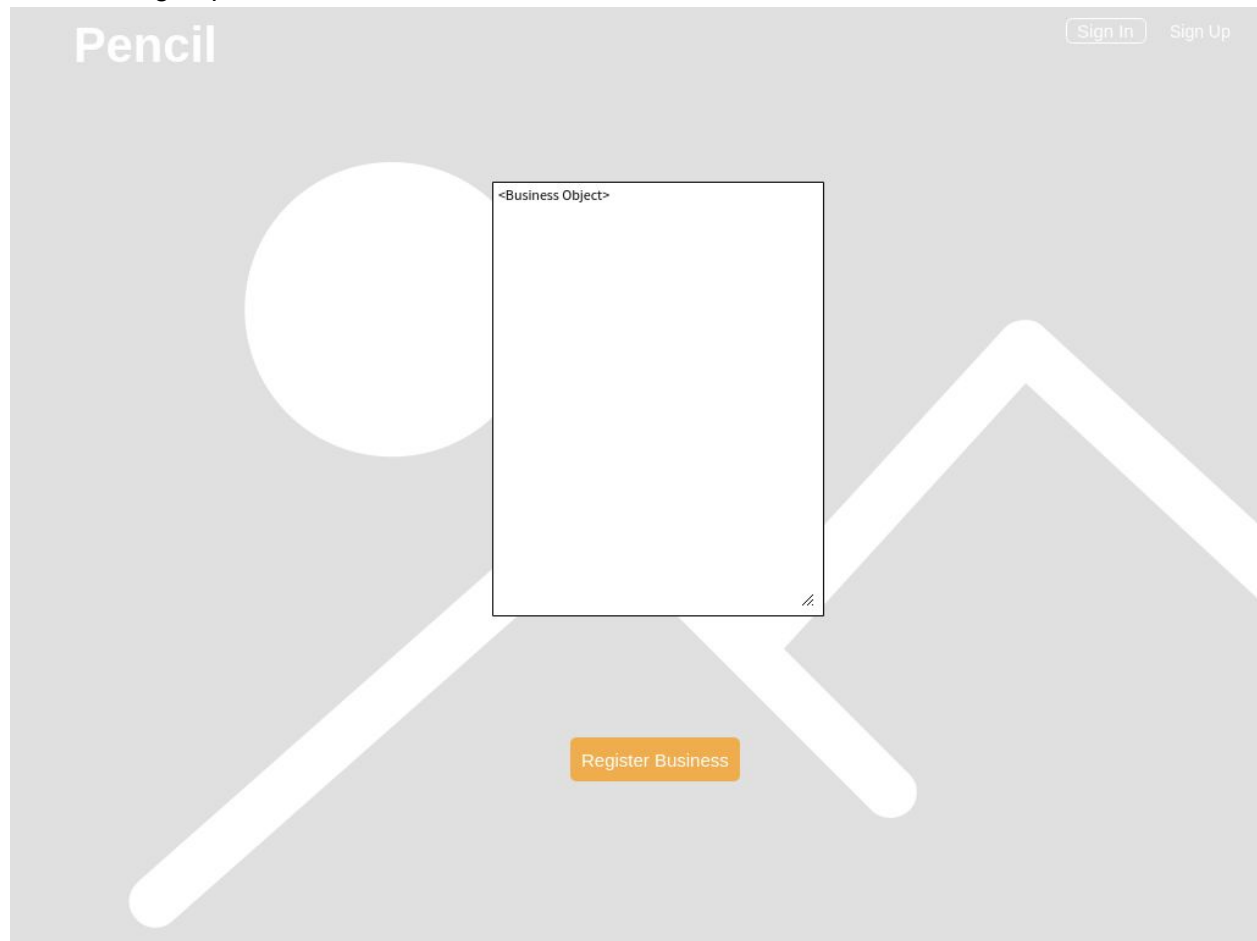 Pencil
Sign In
Sign Up
<Business Object>
Register Business